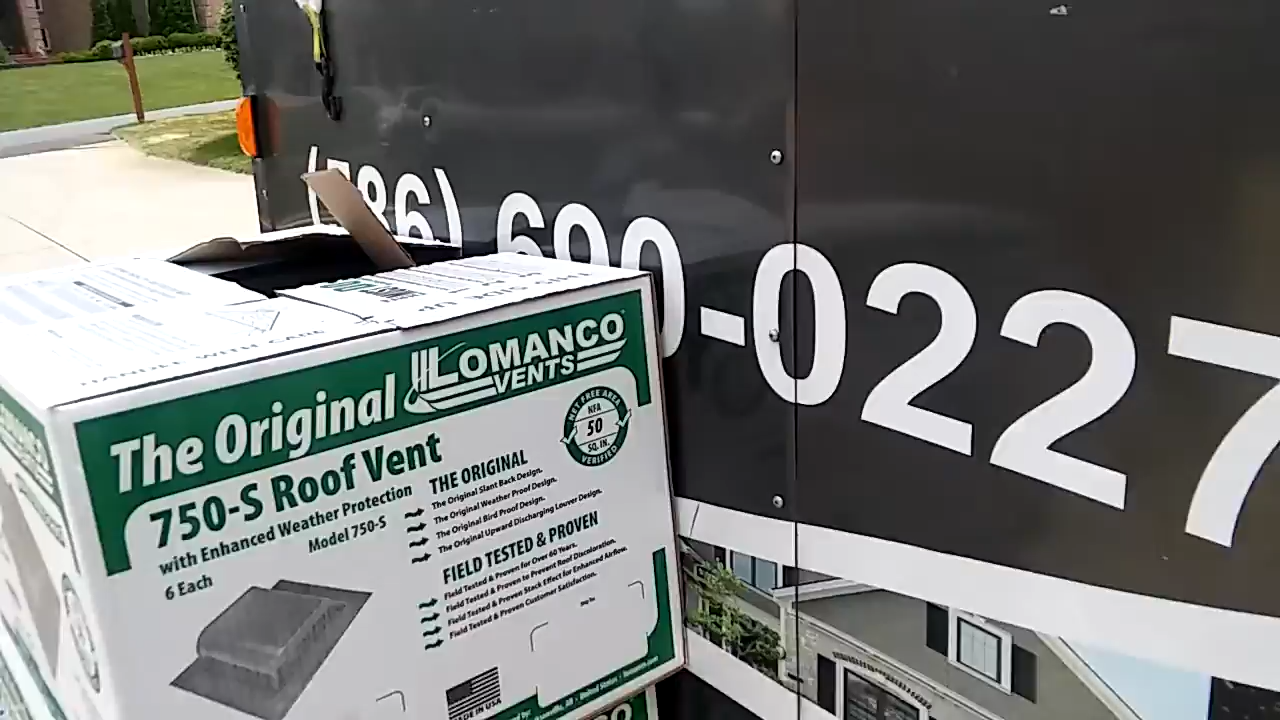 (586) 690-0227
The Original LOMANCO
VENTS
750-S Roof Vent
with Enhanced Weather Protection
Model 750-S
6 Each
THE ORIGINAL
The Original Slant Back Design.
The Original Weather Proof Design.
The Original Bird Proof Design.
The Original Upward Discharging Louver Design.
FIELD TESTED & PROVEN
Field Tested & Proven for Over 60 Years.
Field Tested & Proven to Prevent Roof Discoloration.
Field Tested & Proven Stack Effect for Enhanced Airflow.
Field Tested & Proven Customer Satisfaction.
NET FREE AREA
NFA
50
SQ. IN.
VERIFIED
MADE IN USA